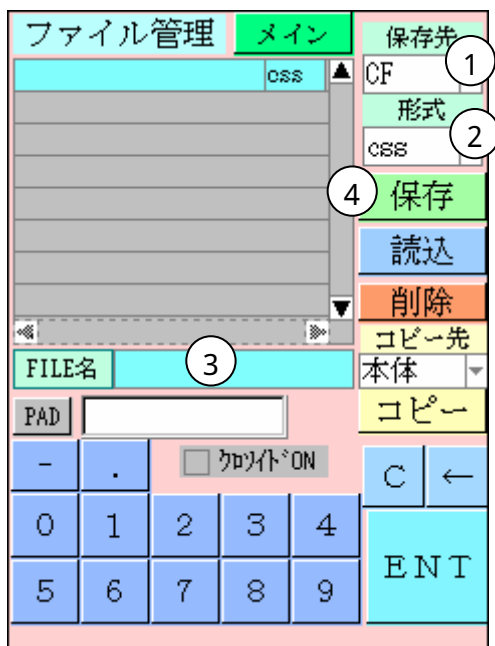 ファイル管理 メイン
保存先
css
CF
1
形式
css
2
4 保存
読込
削除
コピー先
FILE名 3
本体
PAD
コピー
- . クロソイドON
C ←
0 1 2 3 4
ENT
5 6 7 8 9